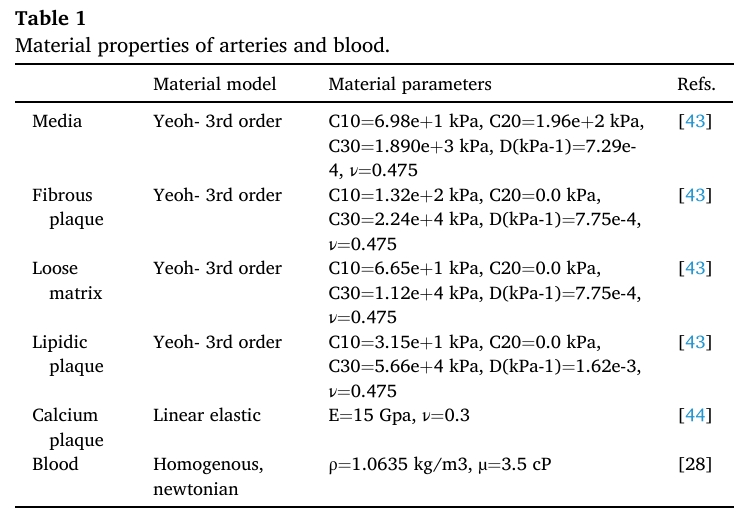 Table 1
Material properties of arteries and blood.
Material model Material parameters Refs.
Media Yeoh- 3rd order C10=6.98e+1 kPa, C20=1.96e+2 kPa, [43]
C30=1.890e+3 kPa, D(kPa-1)=7.29e-
4, ν=0.475
Fibrous Yeoh- 3rd order C10=1.32e+2 kPa, C20=0.0 kPa, [43]
plaque C30=2.24e+4 kPa, D(kPa-1)=7.75e-4,
ν=0.475
Loose Yeoh- 3rd order C10=6.65e+1 kPa, C20=0.0 kPa, [43]
matrix C30=1.12e+4 kPa, D(kPa-1)=7.75e-4,
ν=0.475
Lipidic Yeoh- 3rd order C10=3.15e+1 kPa, C20=0.0 kPa, [43]
plaque C30=5.66e+4 kPa, D(kPa-1)=1.62e-3,
ν=0.475
Calcium Linear elastic E=15 Gpa, ν=0.3 [44]
plaque
Blood Homogenous, ρ=1.0635 kg/m3, μ=3.5 cP [28]
newtonian